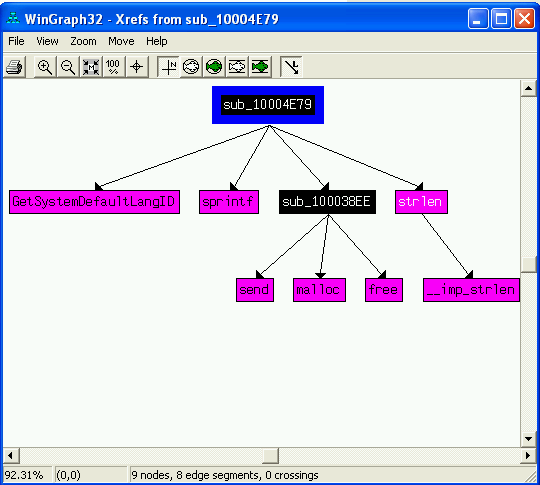 WinGraph32 - Xrefs from sub_10004E79
File View Zoom Move Help
100%
N
sub_10004E79
GetSystemDefaultLangID sprintf sub_100038EE strlen
send malloc free __imp_strlen
92.31% (0,0) 9 nodes, 8 edge segments, 0 crossings